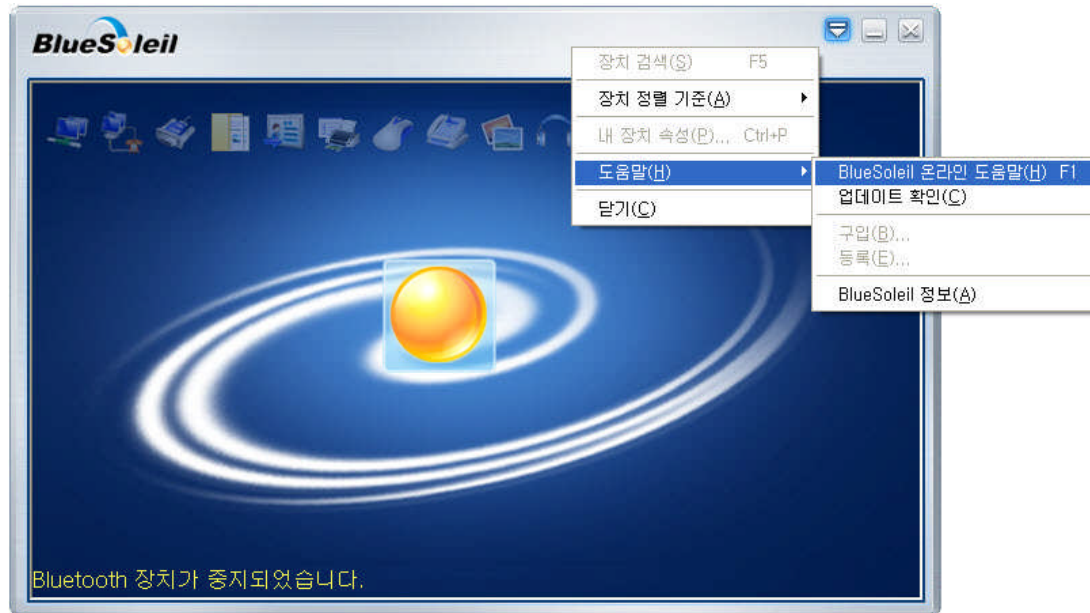 BlueSoleil
장치 검색(S) F5
장치 정렬 기준(A)
내 장치 속성(P)... Ctrl+P
도움말(H)
닫기(C)
BlueSoleil 온라인 도움말(H) F1
업데이트 확인(C)
구입(B)...
등록(E)...
BlueSoleil 정보(A)
Bluetooth 장치가 중지되었습니다.